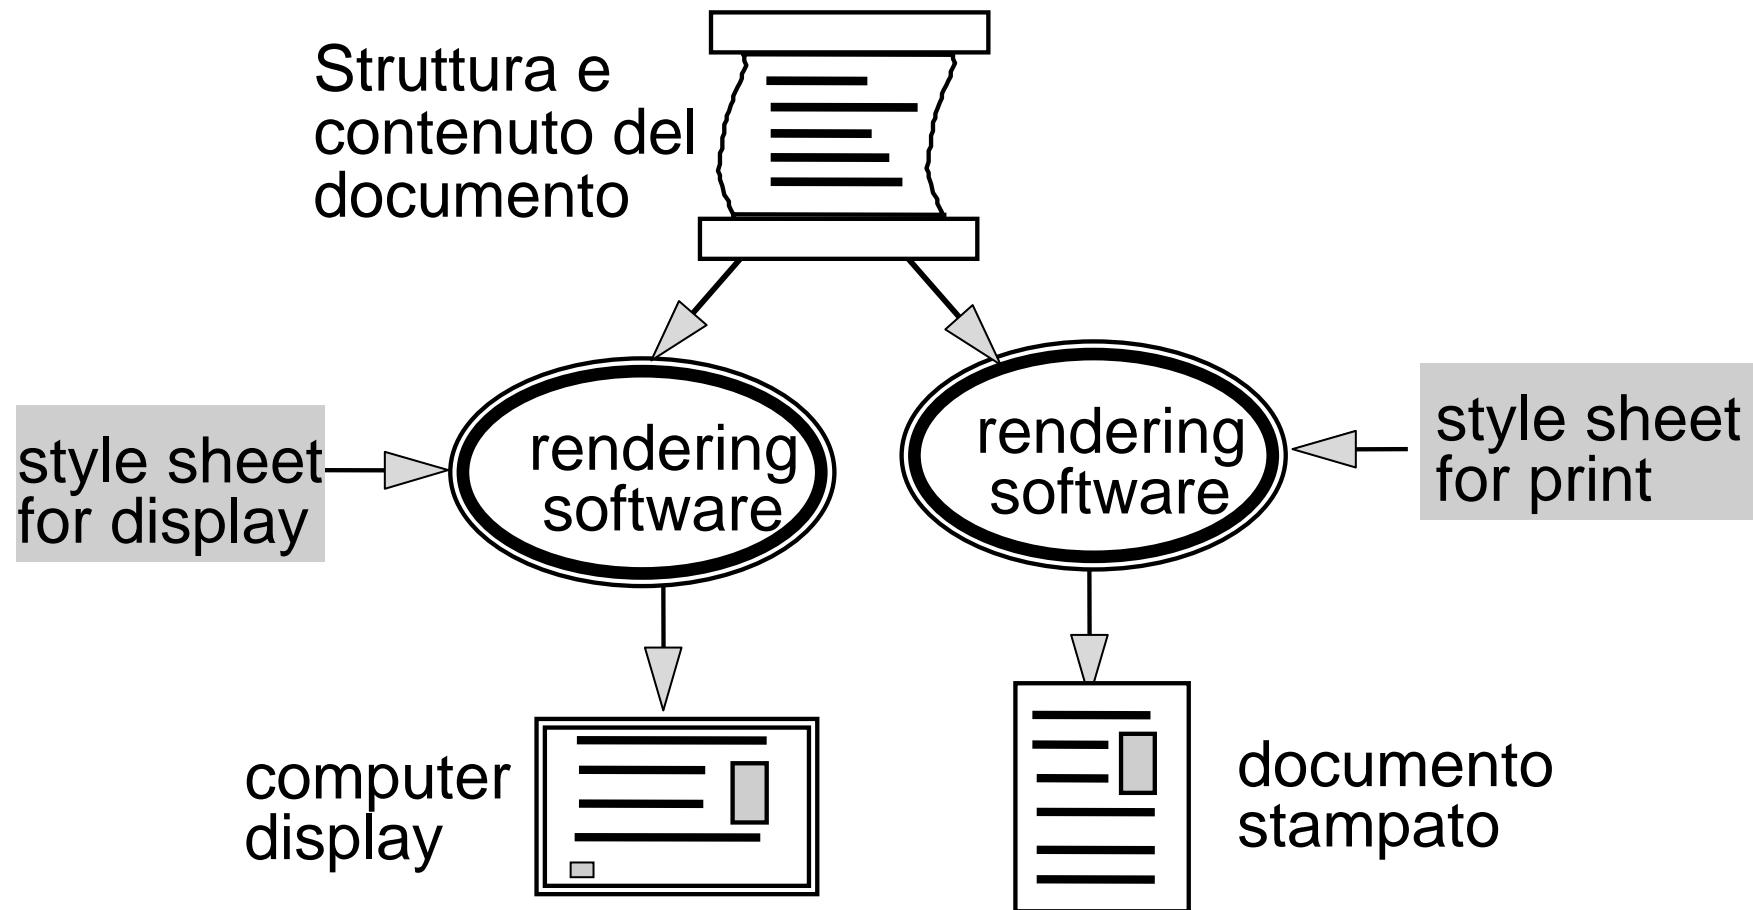 Struttura e
contenuto del
documento
style sheet
for display
rendering
software
rendering
software
style sheet
for print
computer
display
documento
stampato